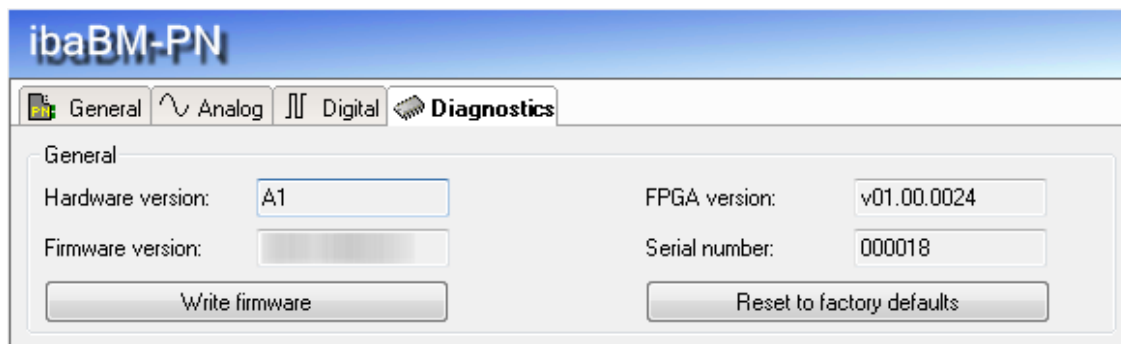 ibaBM-PN
General Analog Digital Diagnostics
General
Hardware version: A1 FPGA version: v01.00.0024
Firmware version: Serial number: 000018
Write firmware Reset to factory defaults